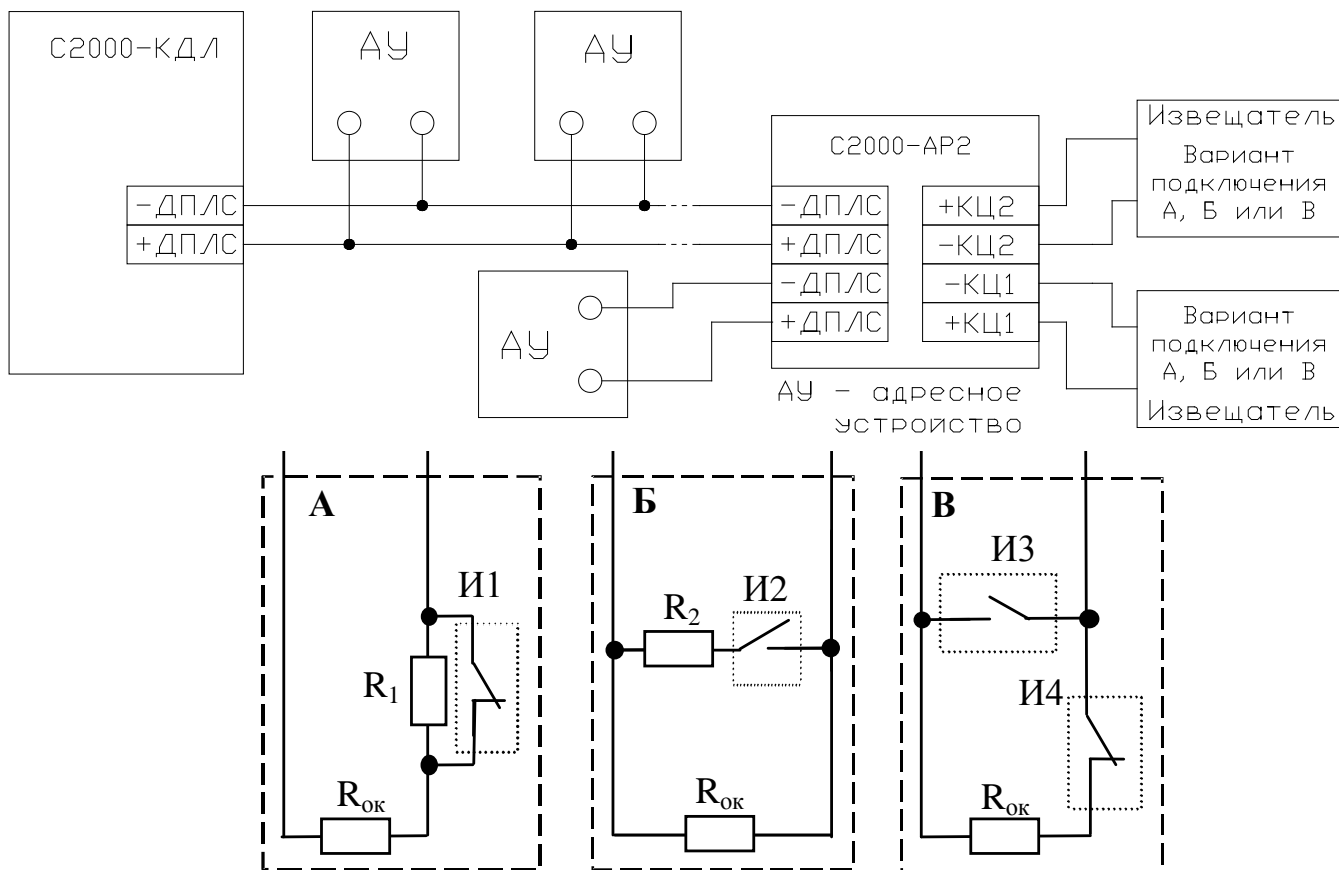 С2000-КДЛ
АУ
АУ
-ДПЛС
+ДПЛС
С2000-АР2
-ДПЛС
+ДПЛС
-ДПЛС
+ДПЛС
+КЦ2
-КЦ2
-КЦ1
+КЦ1
Извещатель
Вариант
подключения
А, Б или В
Вариант
подключения
А, Б или В
Извещатель
АУ
АУ - адресное
устройство
А
И1
R1
Rок
Б
И2
R2
Rок
В
И3
И4
Rок